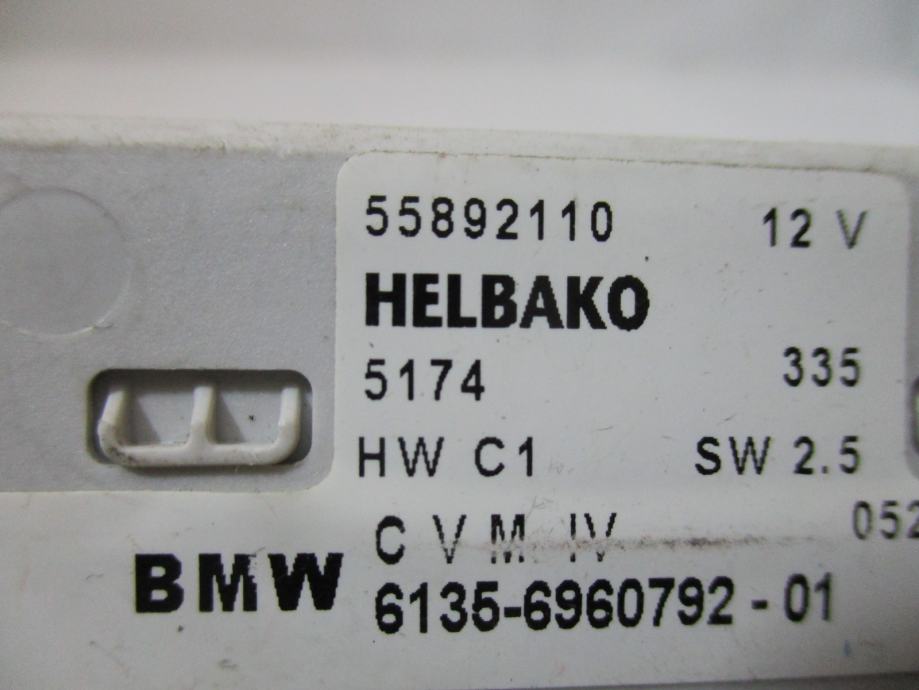 55892110 12 V
HELBAKO
5174 335
HW C1 SW 2.5
C V M IV 052
BMW 6135-6960792-01